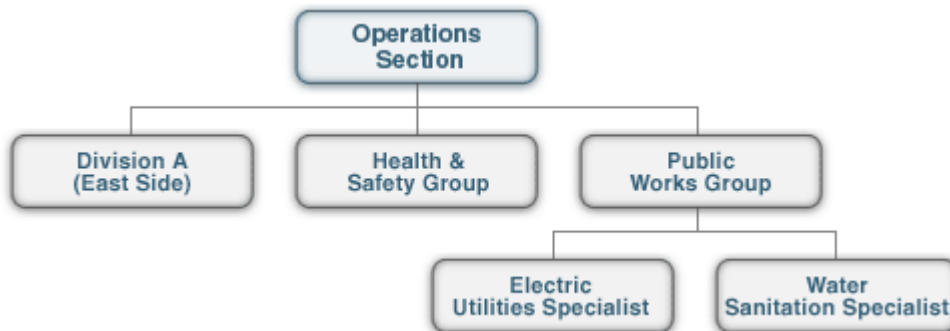 Operations
Section
Division A
(East Side)
Health &
Safety Group
Public
Works Group
Electric
Utilities Specialist
Water
Sanitation Specialist